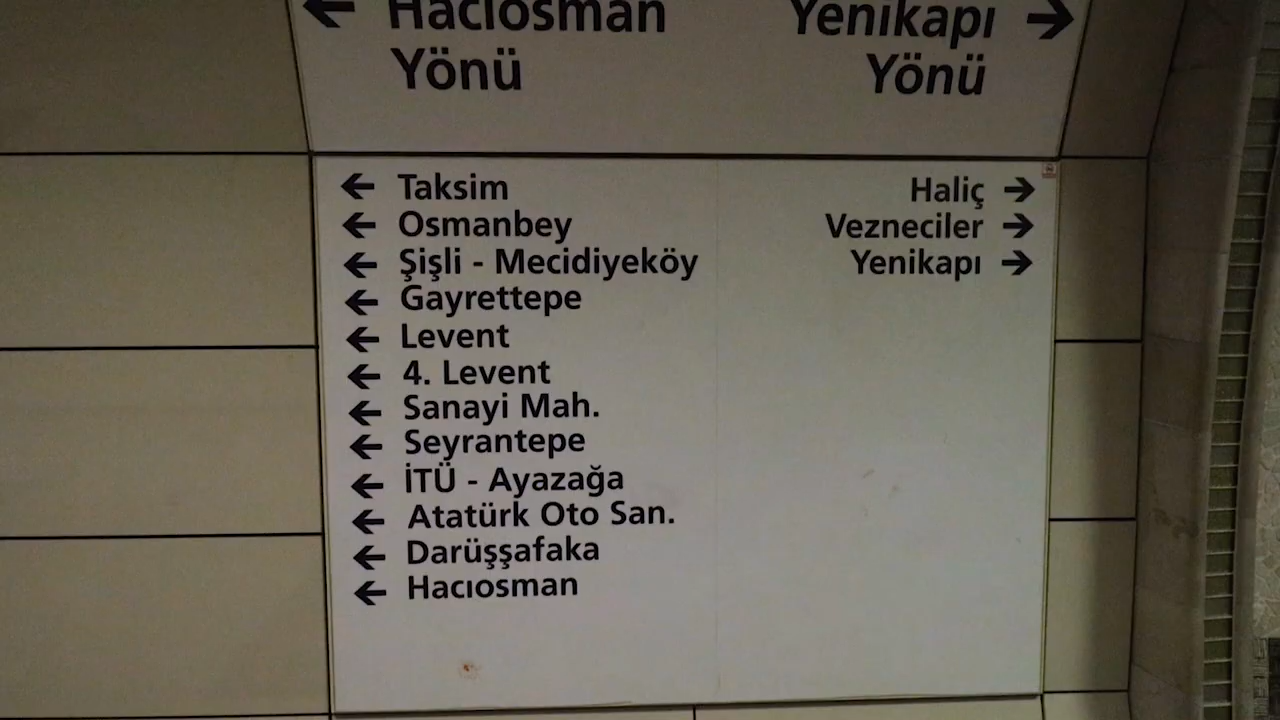 ← Hacıosman Yenikapı →
Yönü Yönü
← Taksim
← Osmanbey
← Şişli - Mecidiyeköy
← Gayrettepe
← Levent
← 4. Levent
← Sanayi Mah.
← Seyrantepe
← İTÜ - Ayazağa
← Atatürk Oto San.
← Darüşşafaka
← Hacıosman
Haliç →
Vezneciler →
Yenikapı →